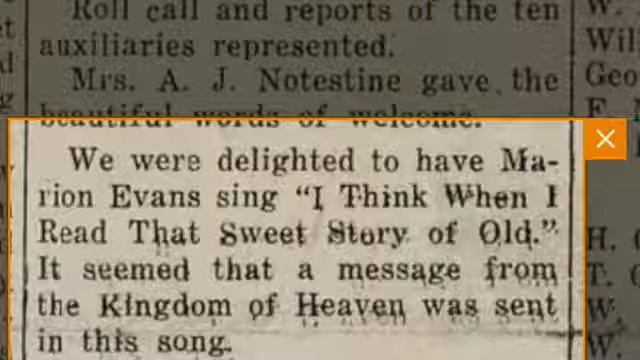 Roll call and reports of the ten
auxiliaries represented.
Mrs. A. J. Notestine gave the
beautiful words of welcome.
We were delighted to have Ma-
rion Evans sing "I Think When I
Read That Sweet Story of Old."
It seemed that a message from
the Kingdom of Heaven was sent
in this song.
W.
Wil
Geo
F.
H.
T.
W.
W.